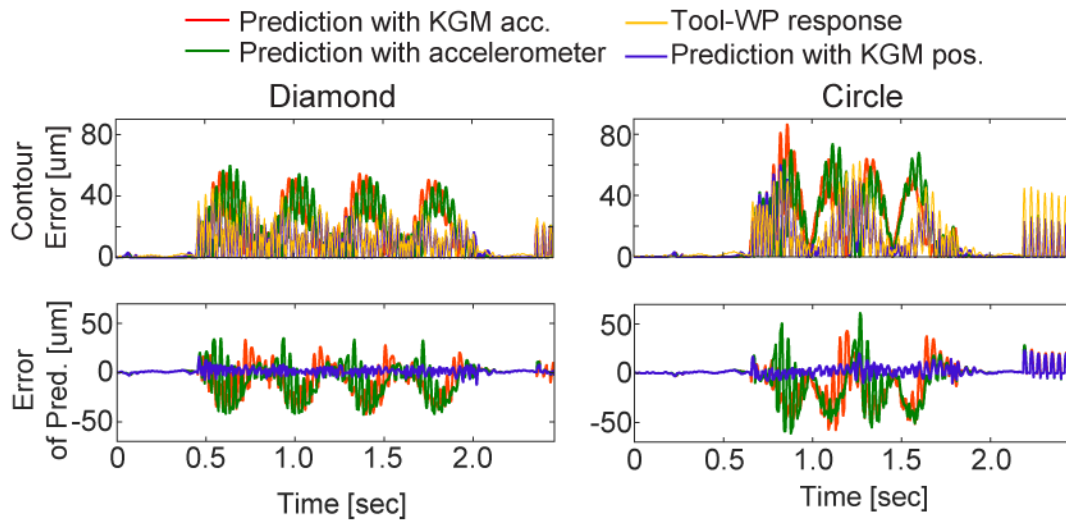 Prediction with KGM acc.
Tool-WP response
Prediction with accelerometer
Prediction with KGM pos.
Diamond
Circle
Contour
Error [um]
80
40
0
80
40
0
Error
of Pred. [um]
50
0
-50
50
0
-50
0 0.5 1.0 1.5 2.0
0 0.5 1.0 1.5 2.0
Time [sec]
Time [sec]